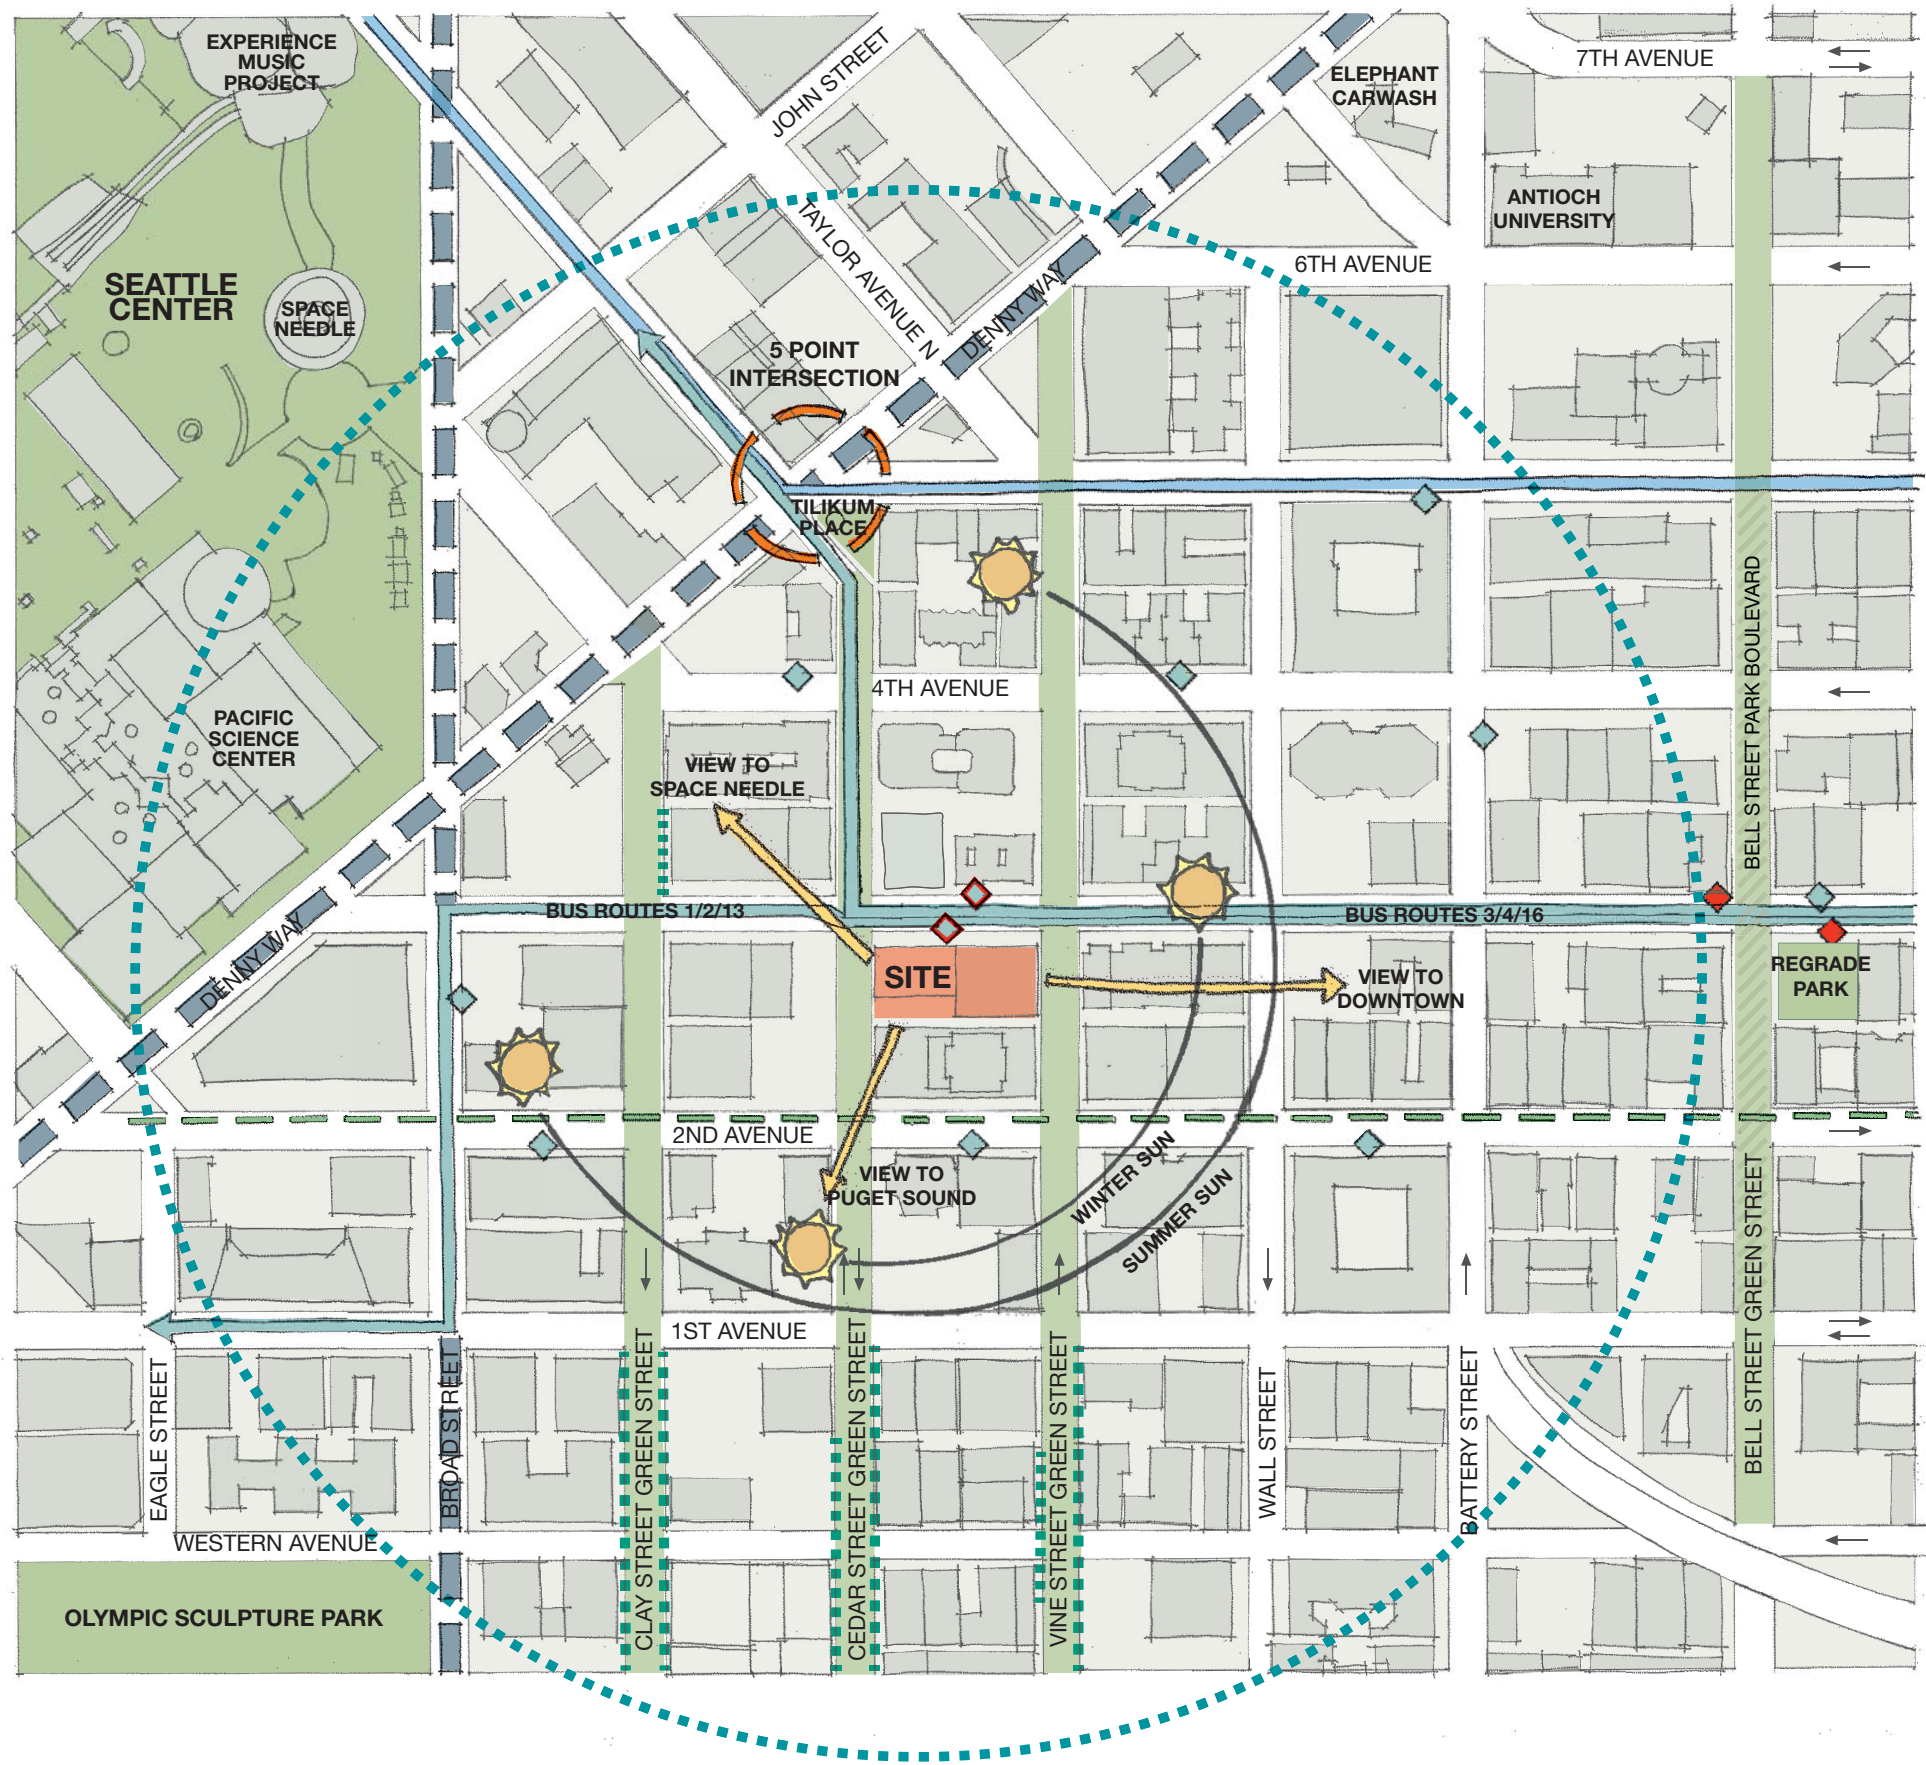 EXPERIENCE
MUSIC
PROJECT
JOHN STREET
ELEPHANT
CARWASH
7TH AVENUE
ANTIOCH
UNIVERSITY
TAYLOR AVENUE N
6TH AVENUE
SEATTLE
CENTER
SPACE
NEEDLE
DENNY WAY
5 POINT
INTERSECTION
TILIKUM
PLACE
4TH AVENUE
BELL STREET PARK BOULEVARD
PACIFIC
SCIENCE
CENTER
VIEW TO
SPACE NEEDLE
BUS ROUTES 1/2/13
BUS ROUTES 3/4/16
DENNY WAY
SITE
VIEW TO
DOWNTOWN
REGRADE
PARK
2ND AVENUE
VIEW TO
PUGET SOUND
WINTER SUN
SUMMER SUN
1ST AVENUE
EAGLE STREET
BROAD STREET
CLAY STREET GREEN STREET
CEDAR STREET GREEN STREET
VINE STREET GREEN STREET
WALL STREET
BATTERY STREET
BELL STREET GREEN STREET
WESTERN AVENUE
OLYMPIC SCULPTURE PARK